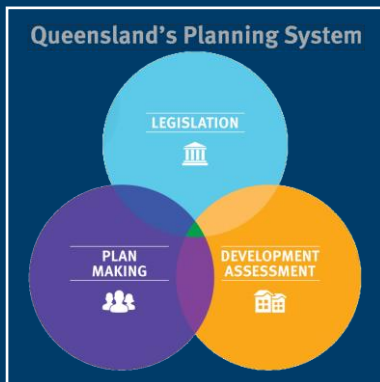 Queensland's Planning System
LEGISLATION
PLAN
MAKING
DEVELOPMENT
ASSESSMENT